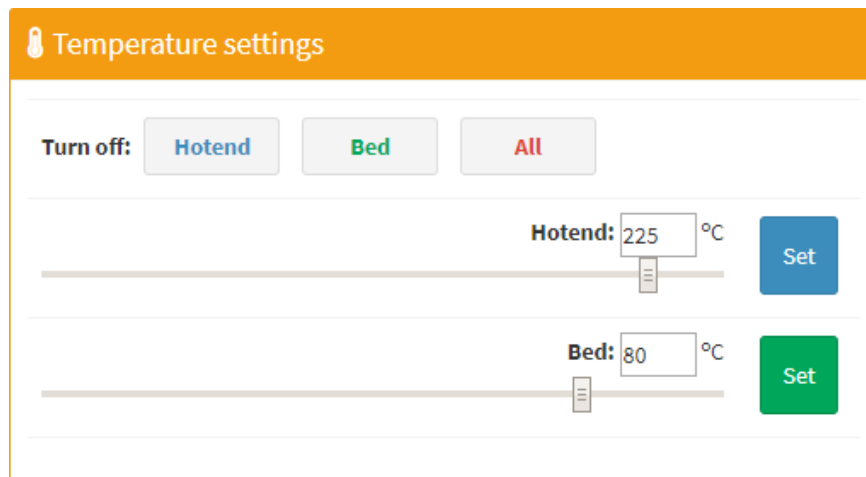 Temperature settings
Turn off: Hotend Bed All
Hotend: 225 °C Set
Bed: 80 °C Set